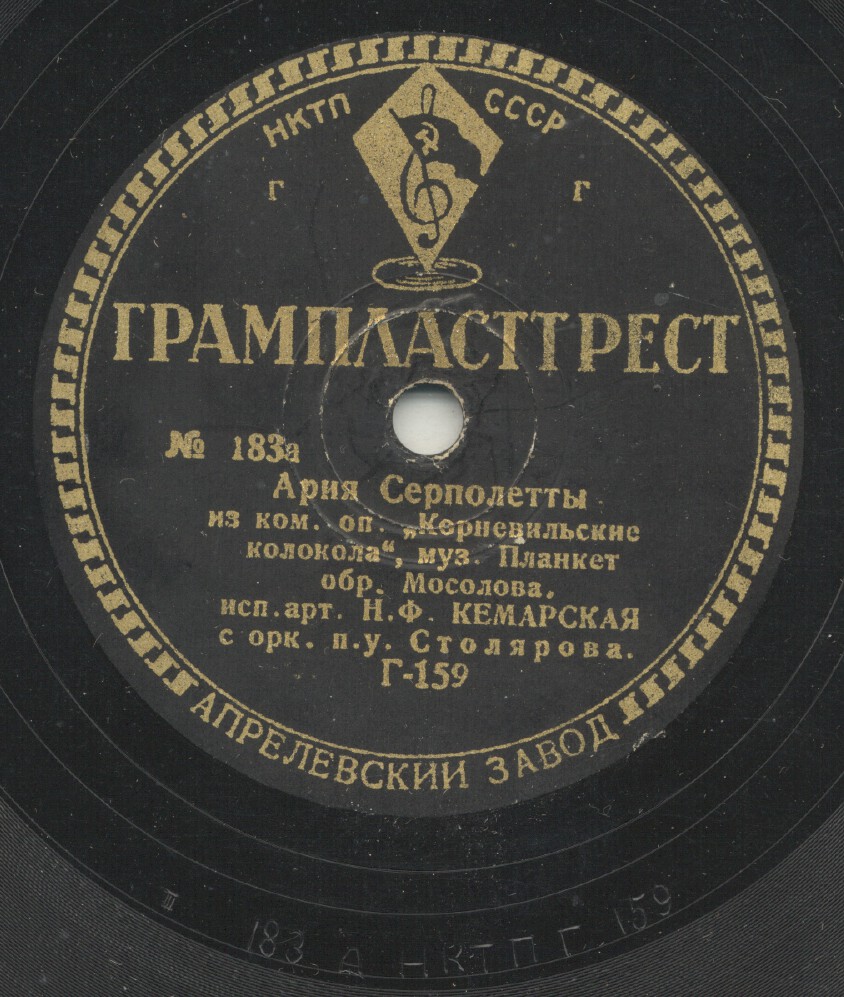 НКТП СССР
Г Г
ГРАМПЛАСТТРЕСТ
№ 183а
Ария Серполетты
из ком. оп. „Корневильские
колокола“, муз. Планкет
обр. Мосолова.
исп. арт. Н. Ф. КЕМАРСКАЯ
с орк. п.у. Столярова.
Г-159
АПРЕЛЕВСКИЙ ЗАВОД
II
183 А НКТП Г 159